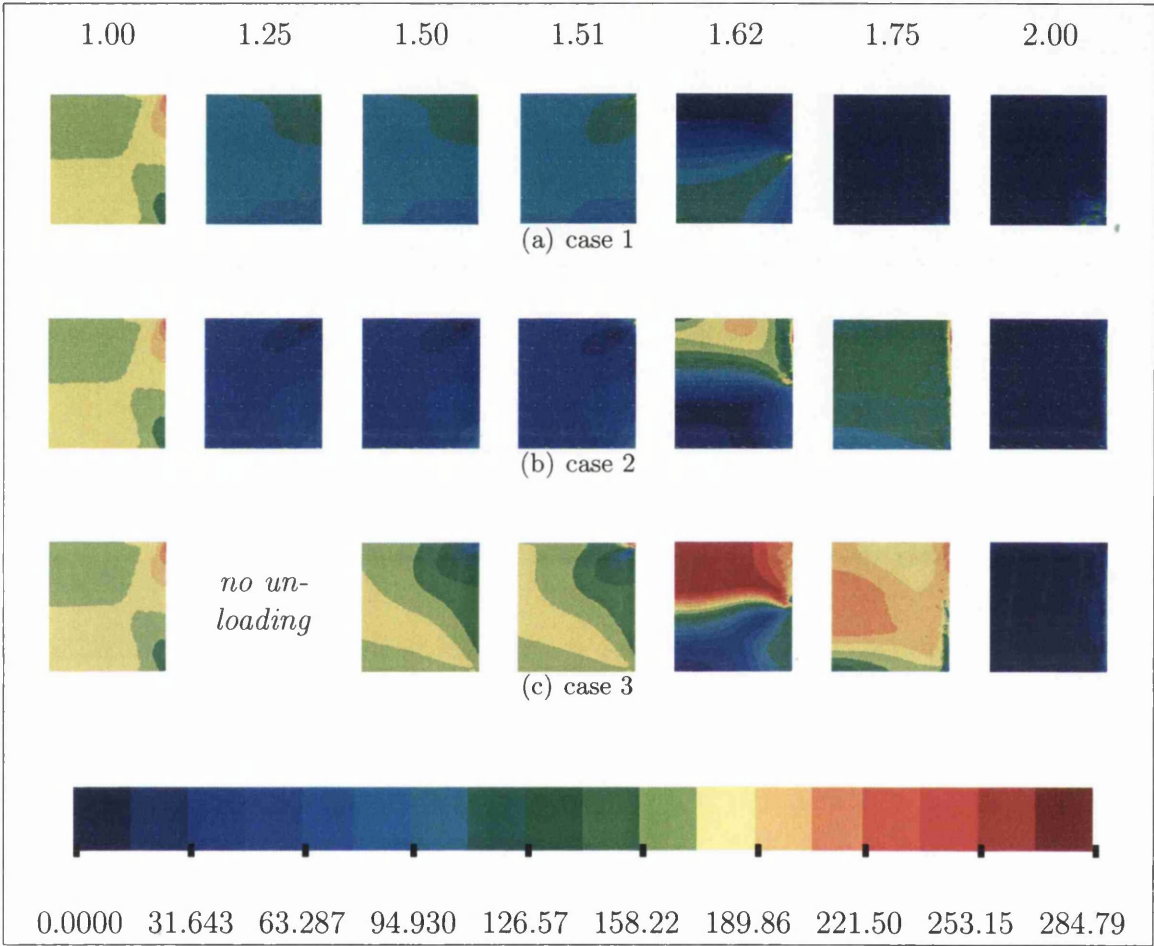 1.00 1.25 1.50 1.51 1.62 1.75 2.00
(a) case 1
(b) case 2
no un-
loading
(c) case 3
0.0000 31.643 63.287 94.930 126.57 158.22 189.86 221.50 253.15 284.79